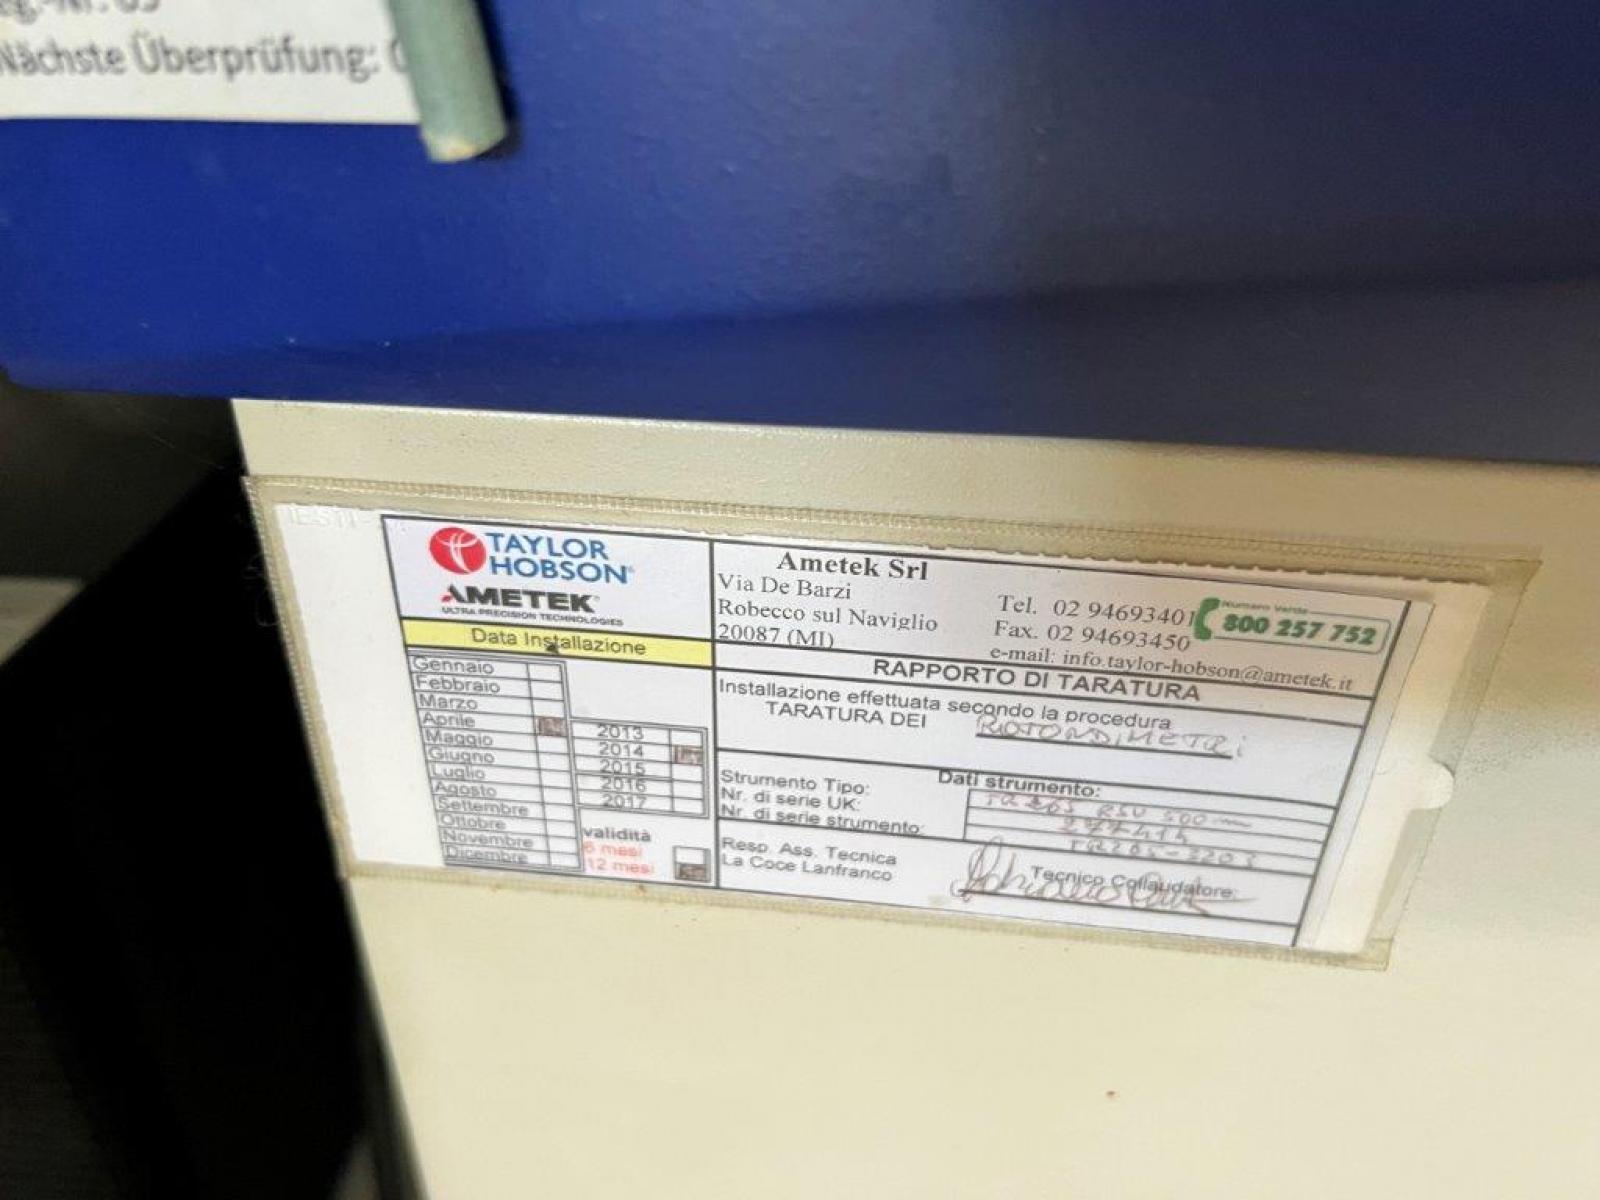 Nächste Überprüfung:
TAYLOR
HOBSON
AMETEK
ULTRA PRECISION TECHNOLOGIES
Ametek Srl
Via De Barzi
Robecco sul Naviglio
20087 (MI)
Tel. 02 94693401
Fax. 02 94693450
e-mail: info.taylor-hobson@ametek.it
Numero Verde
800 257 752
Data Installazione
Gennaio
Febbraio
Marzo
Aprile
Maggio
Giugno
Luglio
Agosto
Settembre
Ottobre
Novembre
Dicembre
2013
2014
2015
2016
2017
validità
6 mesi
12 mesi
RAPPORTO DI TARATURA
Installazione effettuata secondo la procedura
TARATURA DEI ROTONDIMETRI
Dati strumento:
Strumento Tipo:
Nr. di serie UK:
Nr. di serie strumento:
Resp. Ass. Tecnica
La Coce Lanfranco
Tecnico Collaudatore: